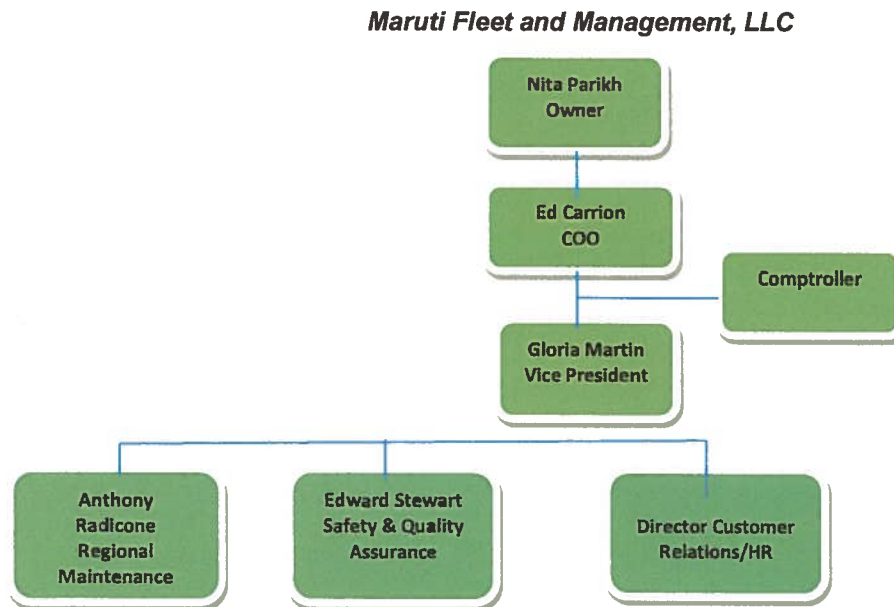 Maruti Fleet and Management, LLC
Nita Parikh
Owner
Ed Carrion
COO
Comptroller
Gloria Martin
Vice President
Anthony
Radicone
Regional
Maintenance
Edward Stewart
Safety & Quality
Assurance
Director Customer
Relations/HR